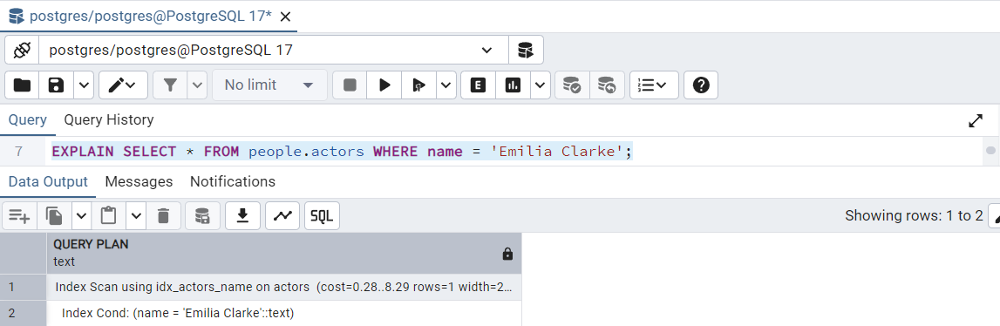 postgres/postgres@PostgreSQL 17*
postgres/postgres@PostgreSQL 17
No limit
E
SQL
Query Query History
7 EXPLAIN SELECT * FROM people.actors WHERE name = 'Emilia Clarke';
Data Output Messages Notifications
SQL Showing rows: 1 to 2
QUERY PLAN
text
1 Index Scan using idx_actors_name on actors (cost=0.28..8.29 rows=1 width=2...
2 Index Cond: (name = 'Emilia Clarke'::text)